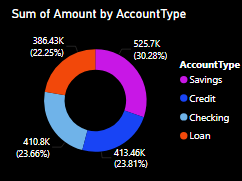 Sum of Amount by AccountType
386.43K
(22.25%)
525.7K
(30.28%)
AccountType
Savings
Credit
Checking
Loan
410.8K
(23.66%)
413.46K
(23.81%)